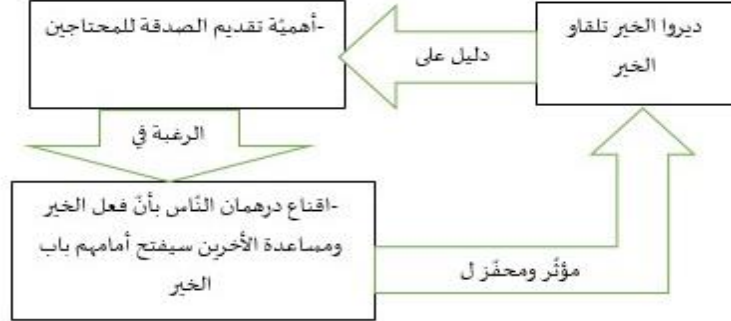 ديروا الخير تلقاو
الخير
دليل على
-أهميّة تقديم الصدقة للمحتاجين
الرغبة في
-اقناع درهمان النّاس بأنّ فعل الخير
ومساعدة الأخرين سيفتح أمامهم باب
الخير
مؤثّر ومحفّز ل